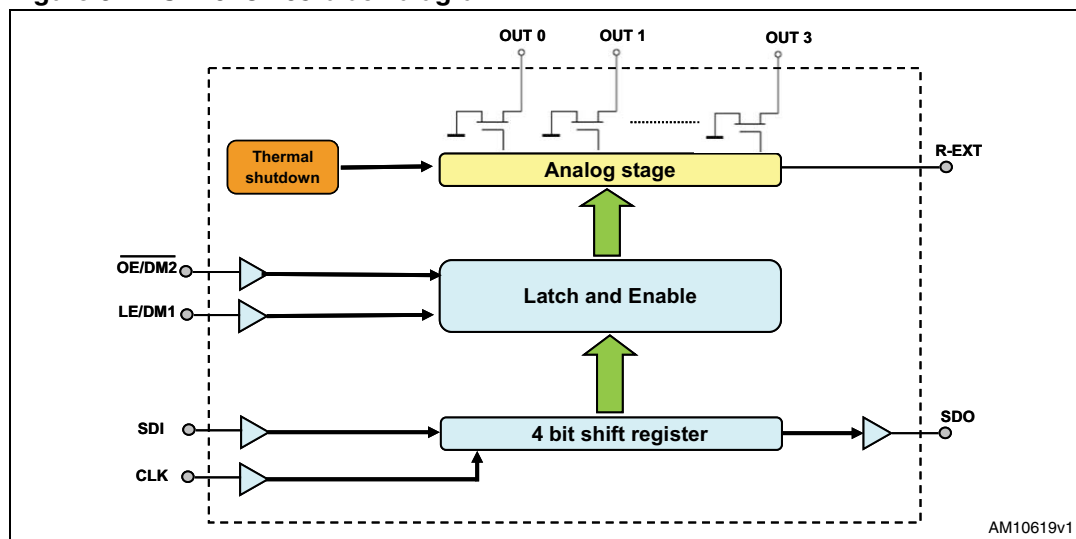 OUT 0
OUT 1
OUT 3
Thermal
shutdown
Analog stage
R-EXT
OE/DM2
Latch and Enable
LE/DM1
SDI
4 bit shift register
SDO
CLK
AM10619v1